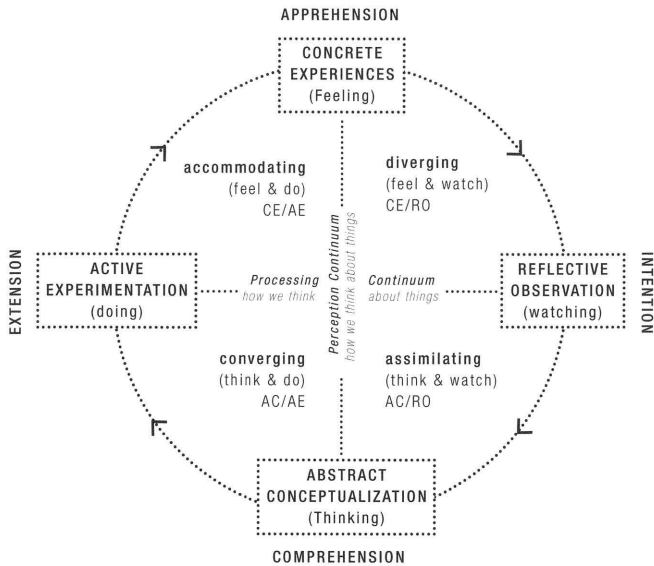 APPREHENSION
CONCRETE
EXPERIENCES
(Feeling)
accommodating
(feel & do)
CE/AE
diverging
(feel & watch)
CE/RO
EXTENSION
ACTIVE
EXPERIMENTATION
(doing)
Processing
how we think
Perception Continuum
how we think about things
Continuum
about things
REFLECTIVE
OBSERVATION
(watching)
INTENTION
converging
(think & do)
AC/AE
assimilating
(think & watch)
AC/RO
ABSTRACT
CONCEPTUALIZATION
(Thinking)
COMPREHENSION